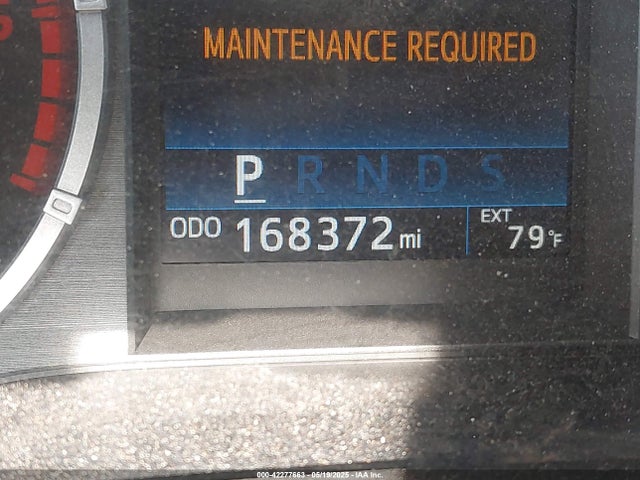 MAINTENANCE REQUIRED
P R N D S
ODO 168372 mi
EXT
79°F
000-42277663 - 05/19/2025 - IAA Inc.